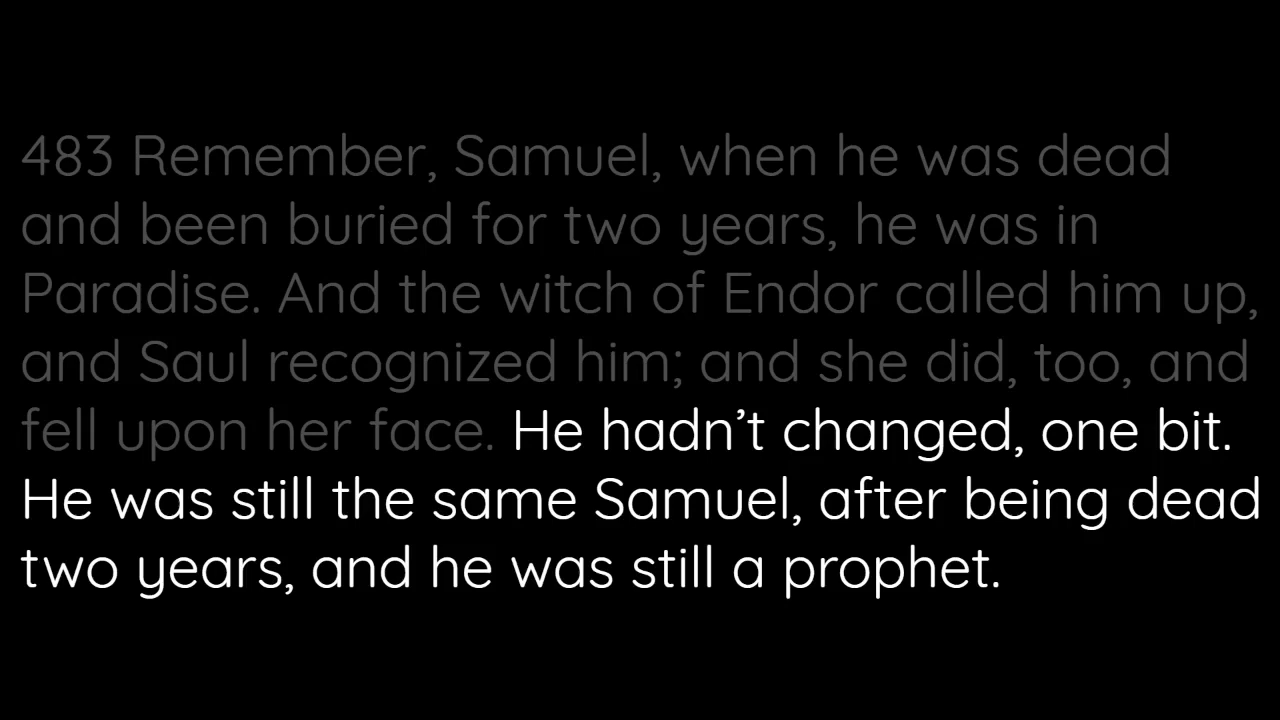 483 Remember, Samuel, when he was dead
and been buried for two years, he was in
Paradise. And the witch of Endor called him up,
and Saul recognized him; and she did, too, and
fell upon her face. He hadn’t changed, one bit.
He was still the same Samuel, after being dead
two years, and he was still a prophet.